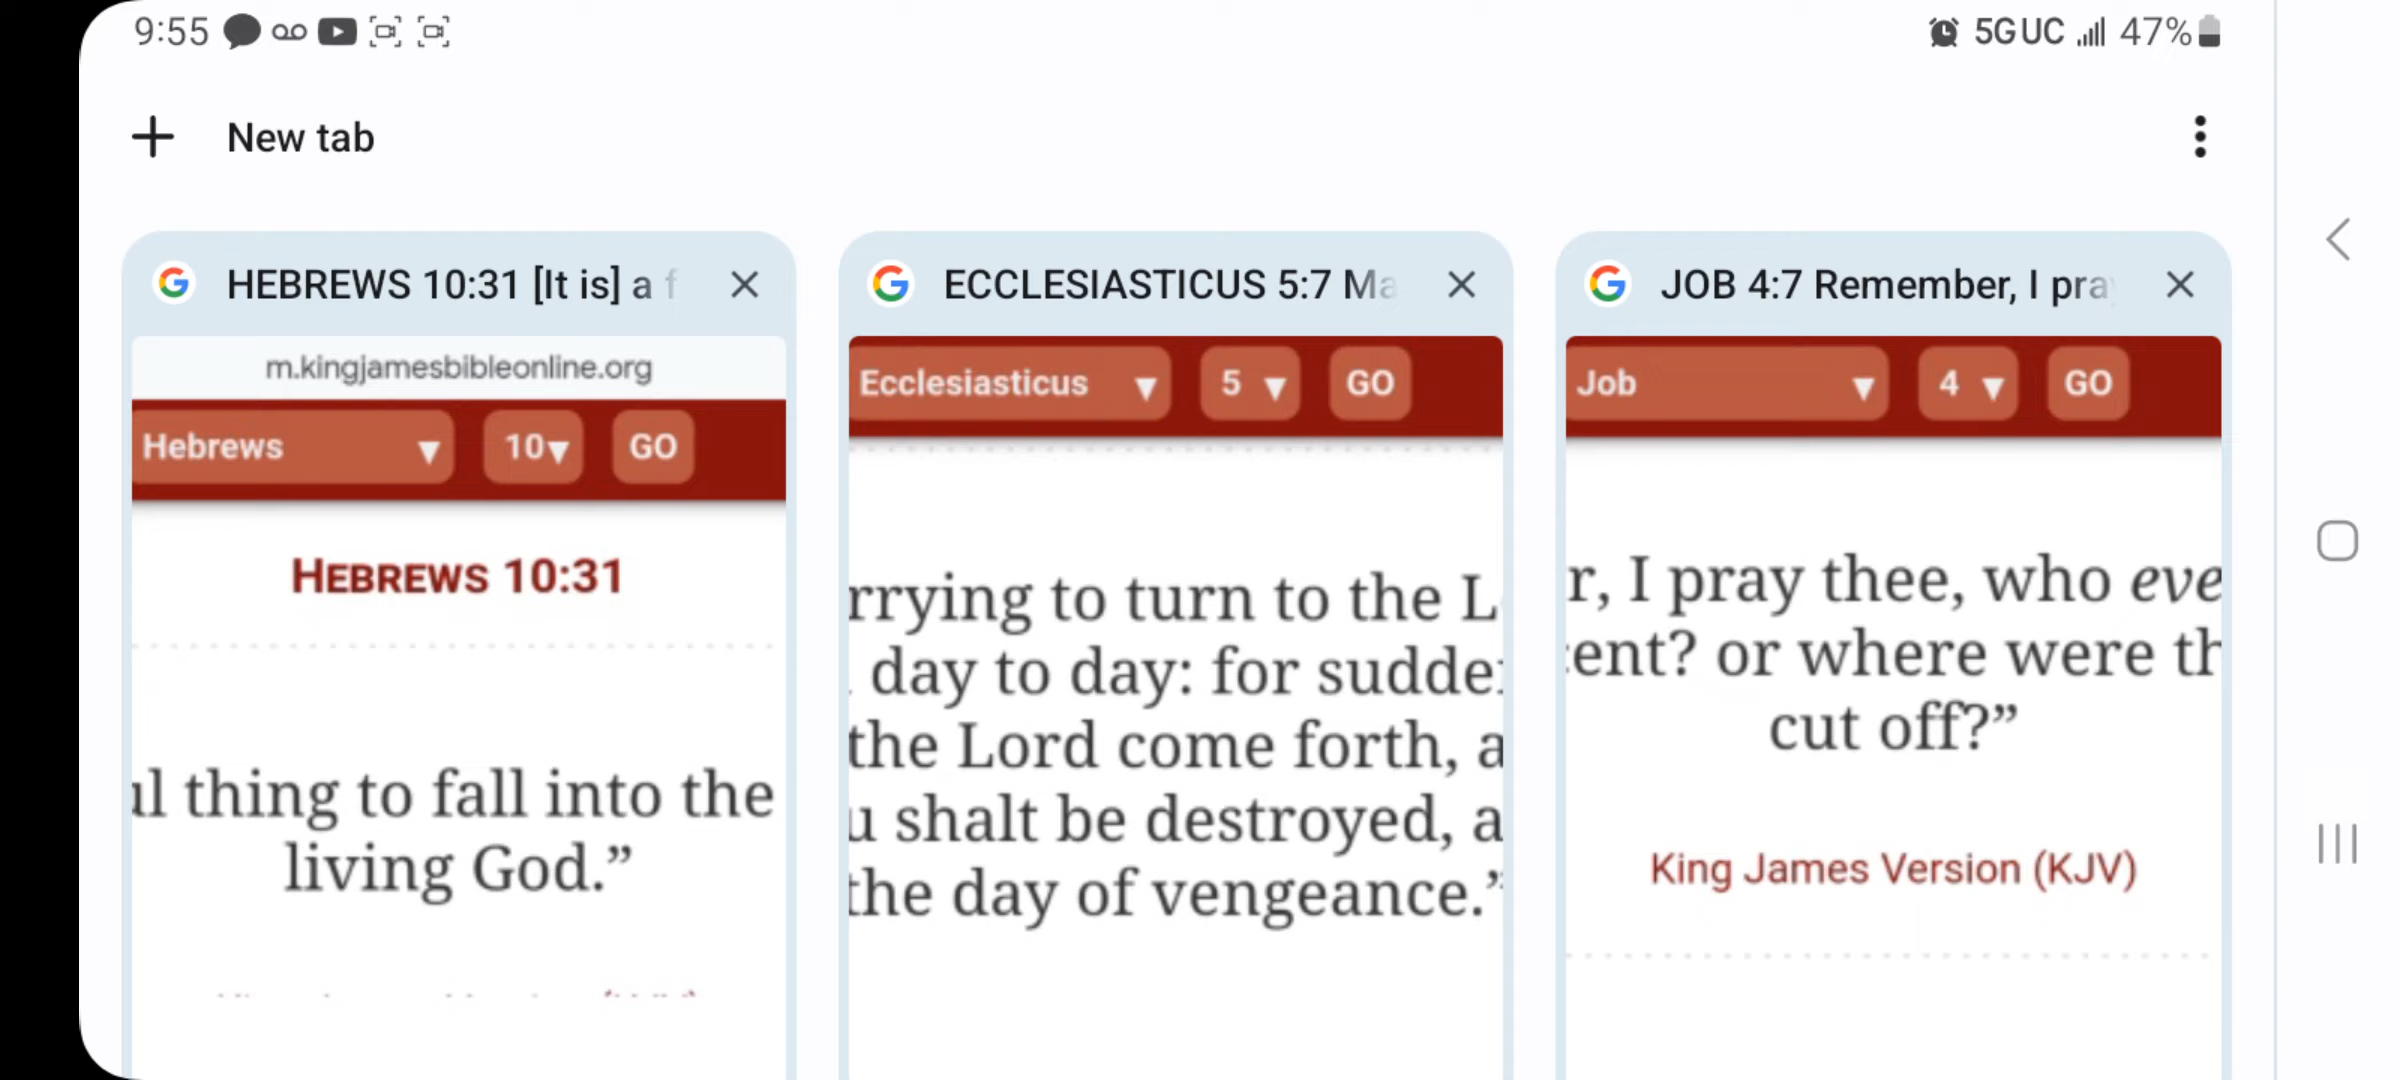 9:55
5G UC 47%
New tab
HEBREWS 10:31 [It is] a f
m.kingjamesbibleonline.org
Hebrews 10 GO
HEBREWS 10:31
thing to fall into the
living God.”
ECCLESIASTICUS 5:7 Ma
Ecclesiasticus 5 GO
rrying to turn to the L
day to day: for sudde
the Lord come forth, a
u shalt be destroyed, a
the day of vengeance.”
JOB 4:7 Remember, I pra
Job 4 GO
r, I pray thee, who eve
ent? or where were th
cut off?”
King James Version (KJV)